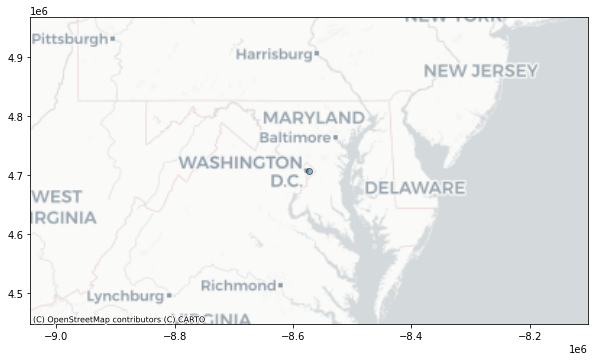 1e6
NEW YORK
Pittsburgh
Harrisburg
4.9
NEW JERSEY
4.8
MARYLAND
Baltimore
4.7
WASHINGTON
D.C.
DELAWARE
WEST
IRGINIA
4.6
Richmond
4.5
Lynchburg
VIRGINIA
(C) OpenStreetMap contributors (C) CARTO
−9.0
−8.8
−8.6
−8.4
−8.2
1e6